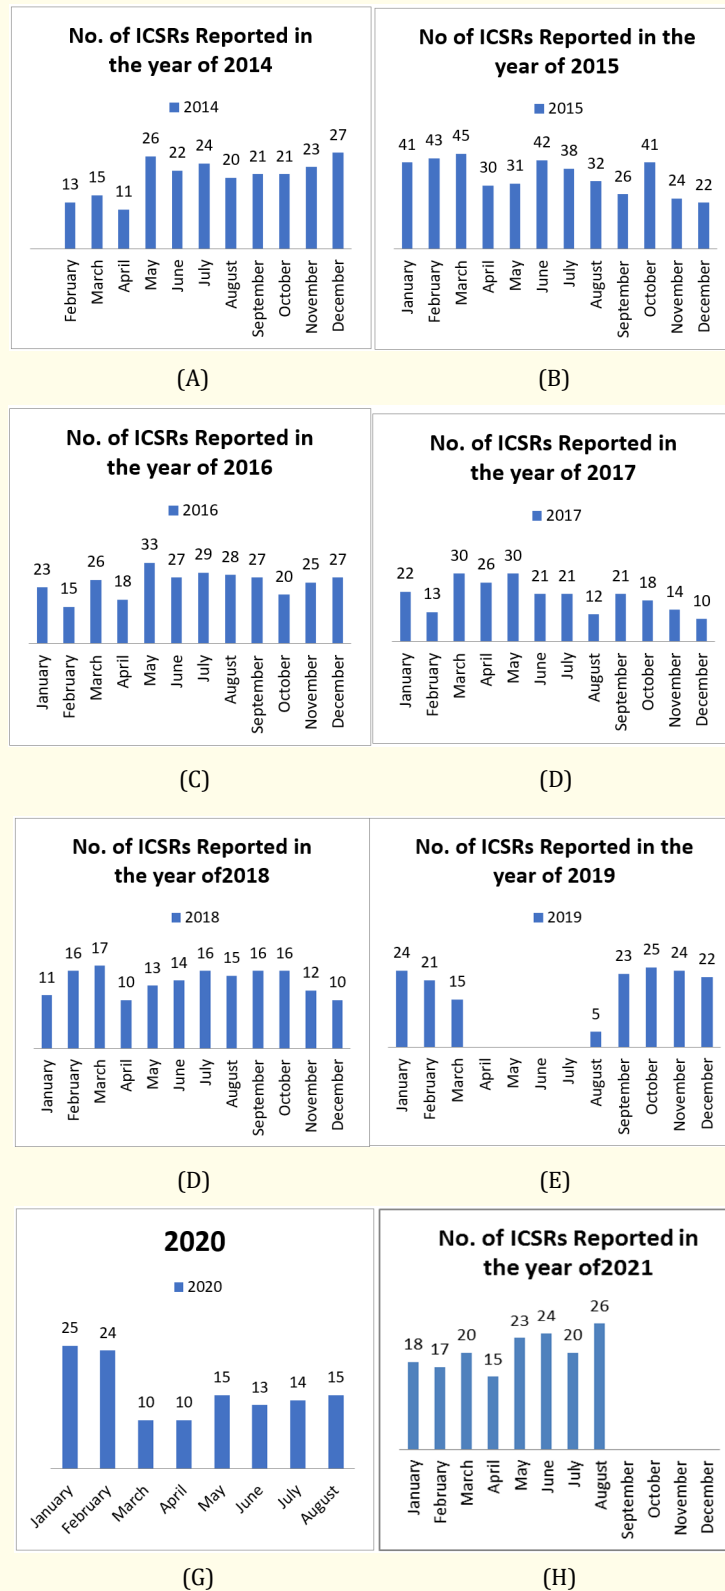 No. of ICSRs Reported in
the year of 2014
2014
13 15 11 26 22 24 20 21 21 23 27
February March April May June July August September October November December
(A)
No of ICSRs Reported in the
year of 2015
2015
41 43 45 30 31 42 38 32 26 41 24 22
January February March April May June July August September October November December
(B)
No. of ICSRs Reported in
the year of 2016
2016
23 15 26 18 33 27 29 28 27 20 25 27
January February March April May June July August September October November December
(C)
No. of ICSRs Reported in
the year of 2017
2017
22 13 30 26 30 21 21 12 21 18 14 10
January February March April May June July August September October November December
(D)
No. of ICSRs Reported in
the year of2018
2018
11 16 17 10 13 14 16 15 16 16 12 10
January February March April May June July August September October November December
(D)
No. of ICSRs Reported in the
year of 2019
2019
24 21 15 5 23 25 24 22
January February March April May June July August September October November December
(E)
2020
2020
25 24 10 10 15 13 14 15
January February March April May June July August
(G)
No. of ICSRs Reported in
the year of2021
18 17 20 15 23 24 20 26
January February March April May June July August September October November December
(H)